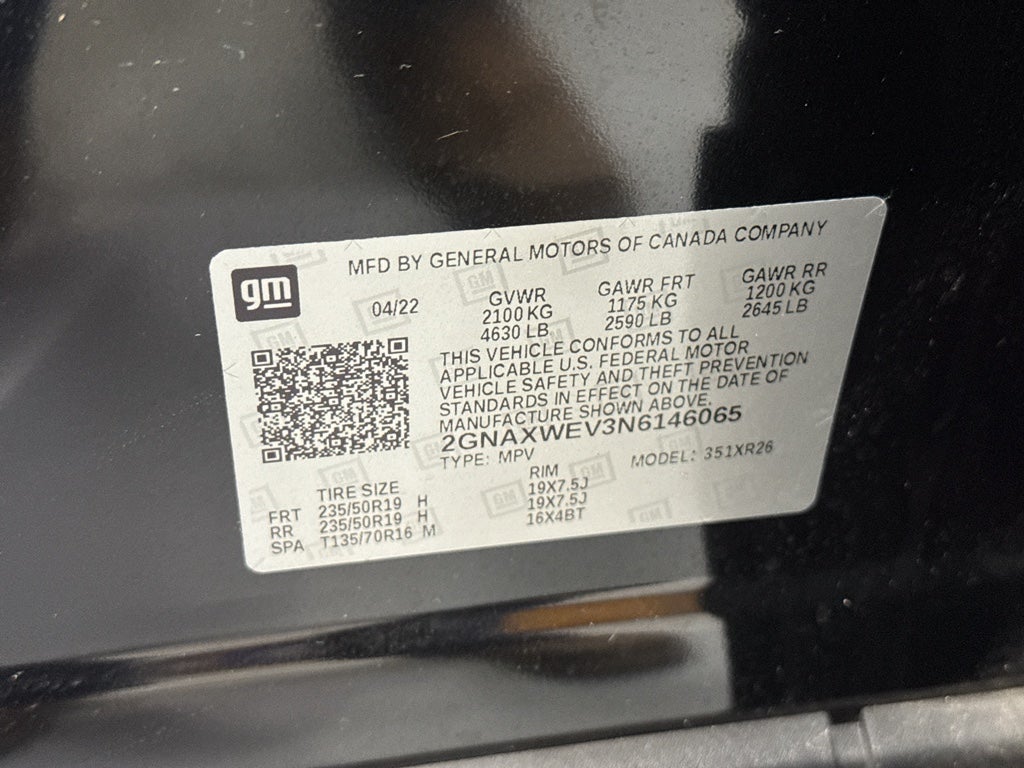 gm
MFD BY GENERAL MOTORS OF CANADA COMPANY
04/22 GVWR GAWR FRT GAWR RR
2100 KG 1175 KG 1200 KG
4630 LB 2590 LB 2645 LB
THIS VEHICLE CONFORMS TO ALL
APPLICABLE U.S. FEDERAL MOTOR
VEHICLE SAFETY AND THEFT PREVENTION
STANDARDS IN EFFECT ON THE DATE OF
MANUFACTURE SHOWN ABOVE.
2GNAXWEV3N6146065
TYPE: MPV MODEL: 351XR26
TIRE SIZE RIM
FRT 235/50R19 H 19X7.5J
RR 235/50R19 H 19X7.5J
SPA T135/70R16 M 16X4BT